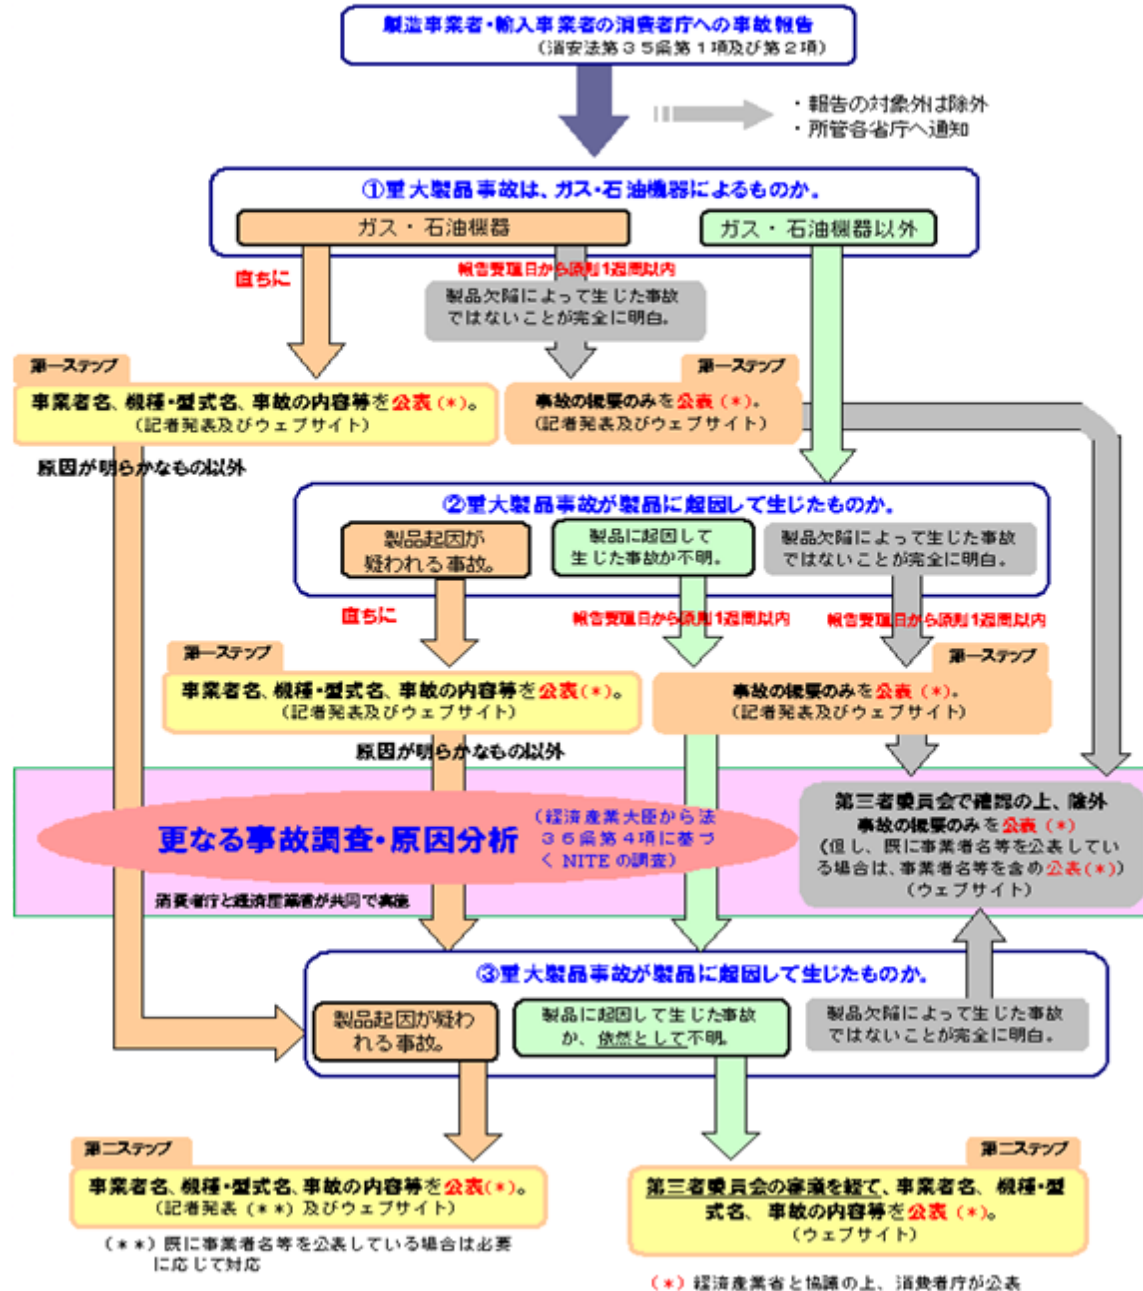 製造事業者・輸入事業者の消費者庁への事故報告
（消安法第３５条第１項及び第２項）
・報告の対象外は除外
・所管各省庁へ通知
①重大製品事故は、ガス・石油機器によるものか。
ガス・石油機器
ガス・石油機器以外
直ちに
報告受理日から原則1週間以内
製品欠陥によって生じた事故
ではないことが完全に明白。
第一ステップ
事業者名、機種・型式名、事故の内容等を公表（*）。
（記者発表及びウェブサイト）
第一ステップ
事故の概要のみを公表（*）。
（記者発表及びウェブサイト）
原因が明らかなもの以外
②重大製品事故が製品に起因して生じたものか。
製品起因が
疑われる事故。
製品に起因して
生じた事故か不明。
製品欠陥によって生じた事故
ではないことが完全に明白。
直ちに
報告受理日から原則1週間以内
報告受理日から原則1週間以内
第一ステップ
事業者名、機種・型式名、事故の内容等を公表(*)。
（記者発表及びウェブサイト）
第一ステップ
事故の概要のみを公表（*）。
（記者発表及びウェブサイト）
原因が明らかなもの以外
更なる事故調査・原因分析
（経済産業大臣から法
３６条第４項に基づ
く NITE の調査）
消費者庁と経済産業省が共同で実施
第三者委員会で確認の上、除外
事故の概要のみを公表（*）
（但し、既に事業者名等を公表してい
る場合は、事業者名等を含め公表(*)）
（ウェブサイト）
③重大製品事故が製品に起因して生じたものか。
製品起因が疑わ
れる事故。
製品に起因して生じた事故
か、依然として不明。
製品欠陥によって生じた事故
ではないことが完全に明白。
第二ステップ
事業者名、機種・型式名、事故の内容等を公表(*)。
（記者発表（**）及びウェブサイト）
（**）既に事業者名等を公表している場合は必要
に応じて対応
第二ステップ
第三者委員会の審議を経て、事業者名、機種・型
式名、事故の内容等を公表（*）。
（ウェブサイト）
（*）経済産業省と協議の上、消費者庁が公表